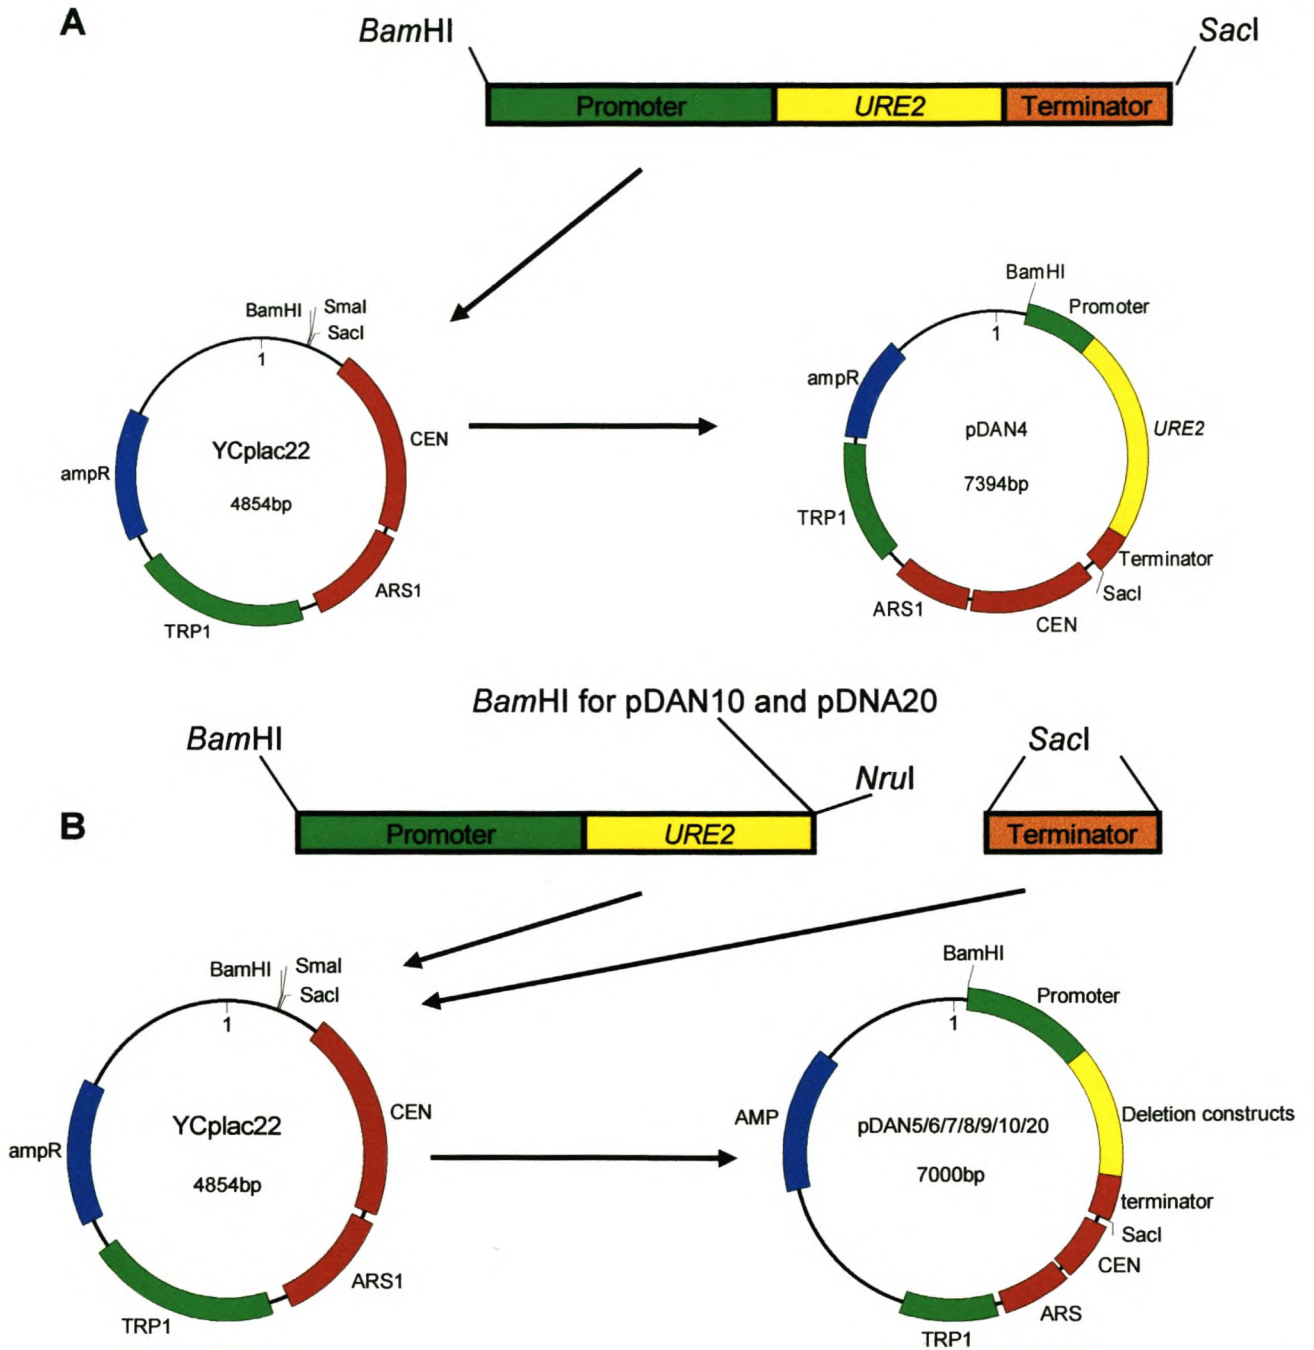 A
BamHI
SacI
Promoter
URE2
Terminator
BamHI
SmaI
SacI
1
ampR
CEN
YCplac22
4854bp
ARS1
TRP1
BamHI
Promoter
1
ampR
pDAN4
URE2
7394bp
TRP1
Terminator
SacI
ARS1
CEN
BamHI for pDAN10 and pDNA20
BamHI
SacI
NruI
B
Promoter
URE2
Terminator
BamHI
SmaI
SacI
1
CEN
YCplac22
ampR
4854bp
ARS1
TRP1
BamHI
Promoter
1
AMP
pDAN5/6/7/8/9/10/20
Deletion constructs
7000bp
terminator
SacI
CEN
ARS
TRP1